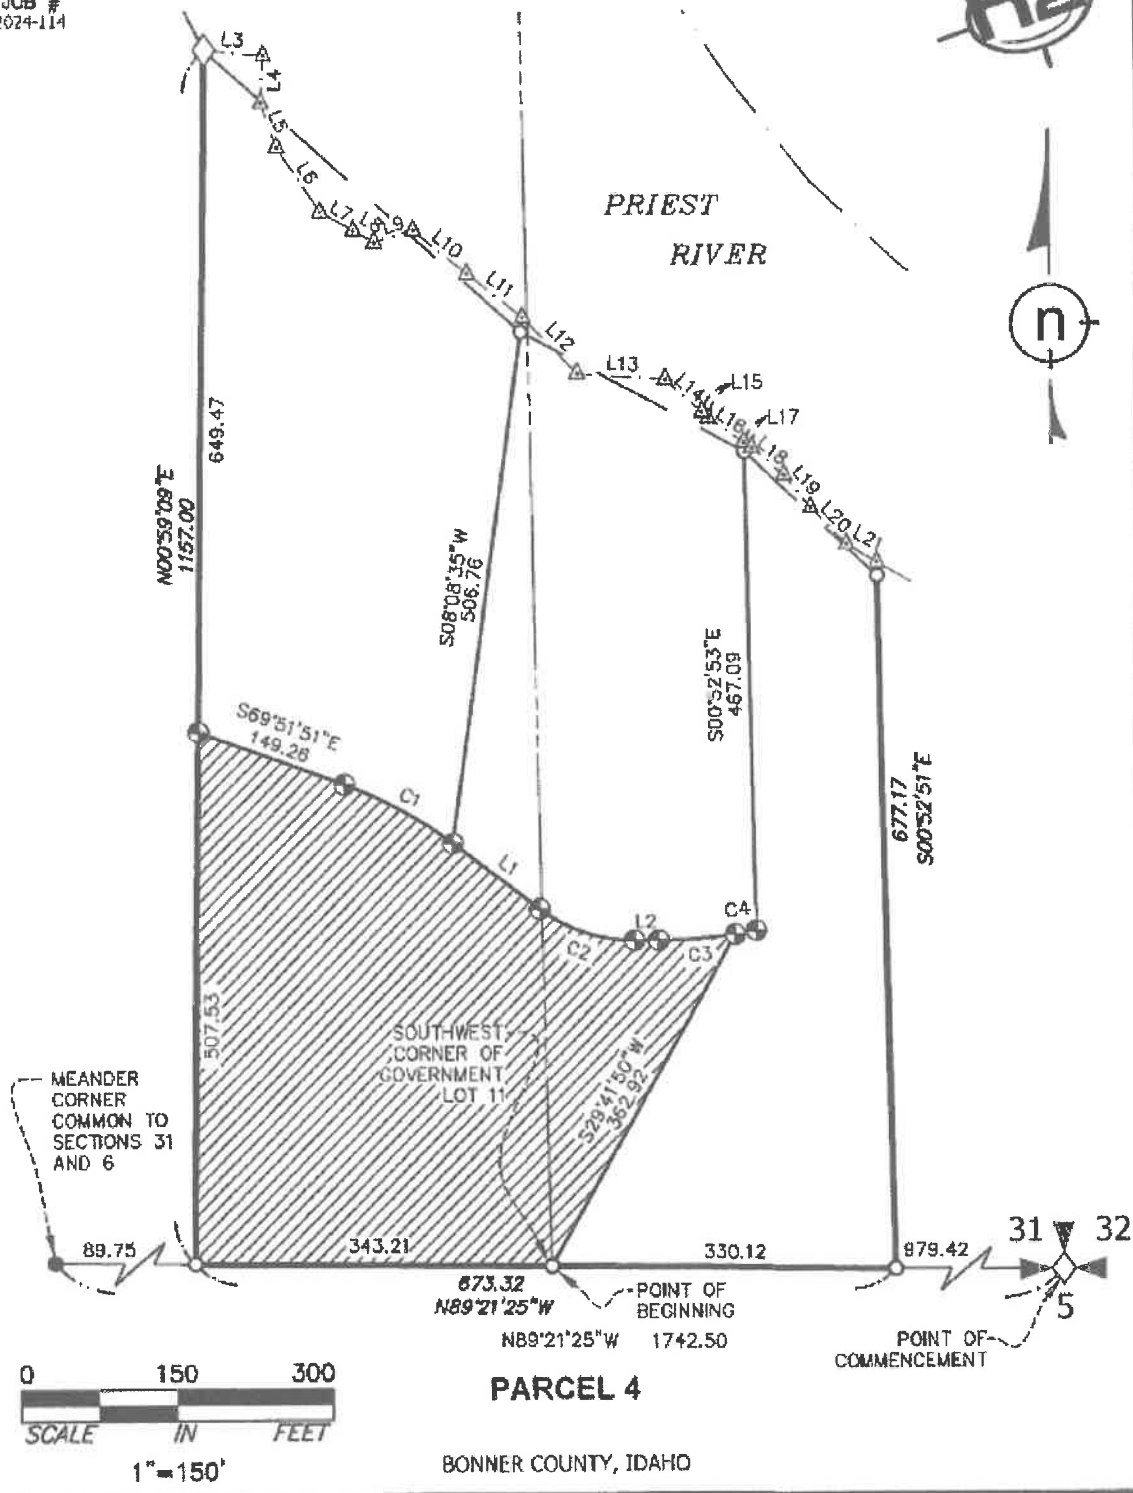 JOB #
2024-114
L3
L4
L5
L6
L7
L8
L9
L10
L11
L12
L13
L14
L15
L16
L17
L18
L19
L20
L2
PRIEST
RIVER
n
649.47
N00°59'09"E
1157.00
S08°08'35"W
506.76
S00°52'53"E
467.09
677.17
S00°52'51"E
S69°51'51"E
149.26
C1
L1
C2
L2
C3
C4
507.53
SOUTHWEST
CORNER OF
GOVERNMENT
LOT 11
S29°41'50"W
362.92
MEANDER
CORNER
COMMON TO
SECTIONS 31
AND 6
89.75
343.21
330.12
979.42
31
32
5
673.32
N89°21'25"W
POINT OF
BEGINNING
N89°21'25"W 1742.50
POINT OF
COMMENCEMENT
PARCEL 4
0 150 300
SCALE IN FEET
1"=150'
BONNER COUNTY, IDAHO